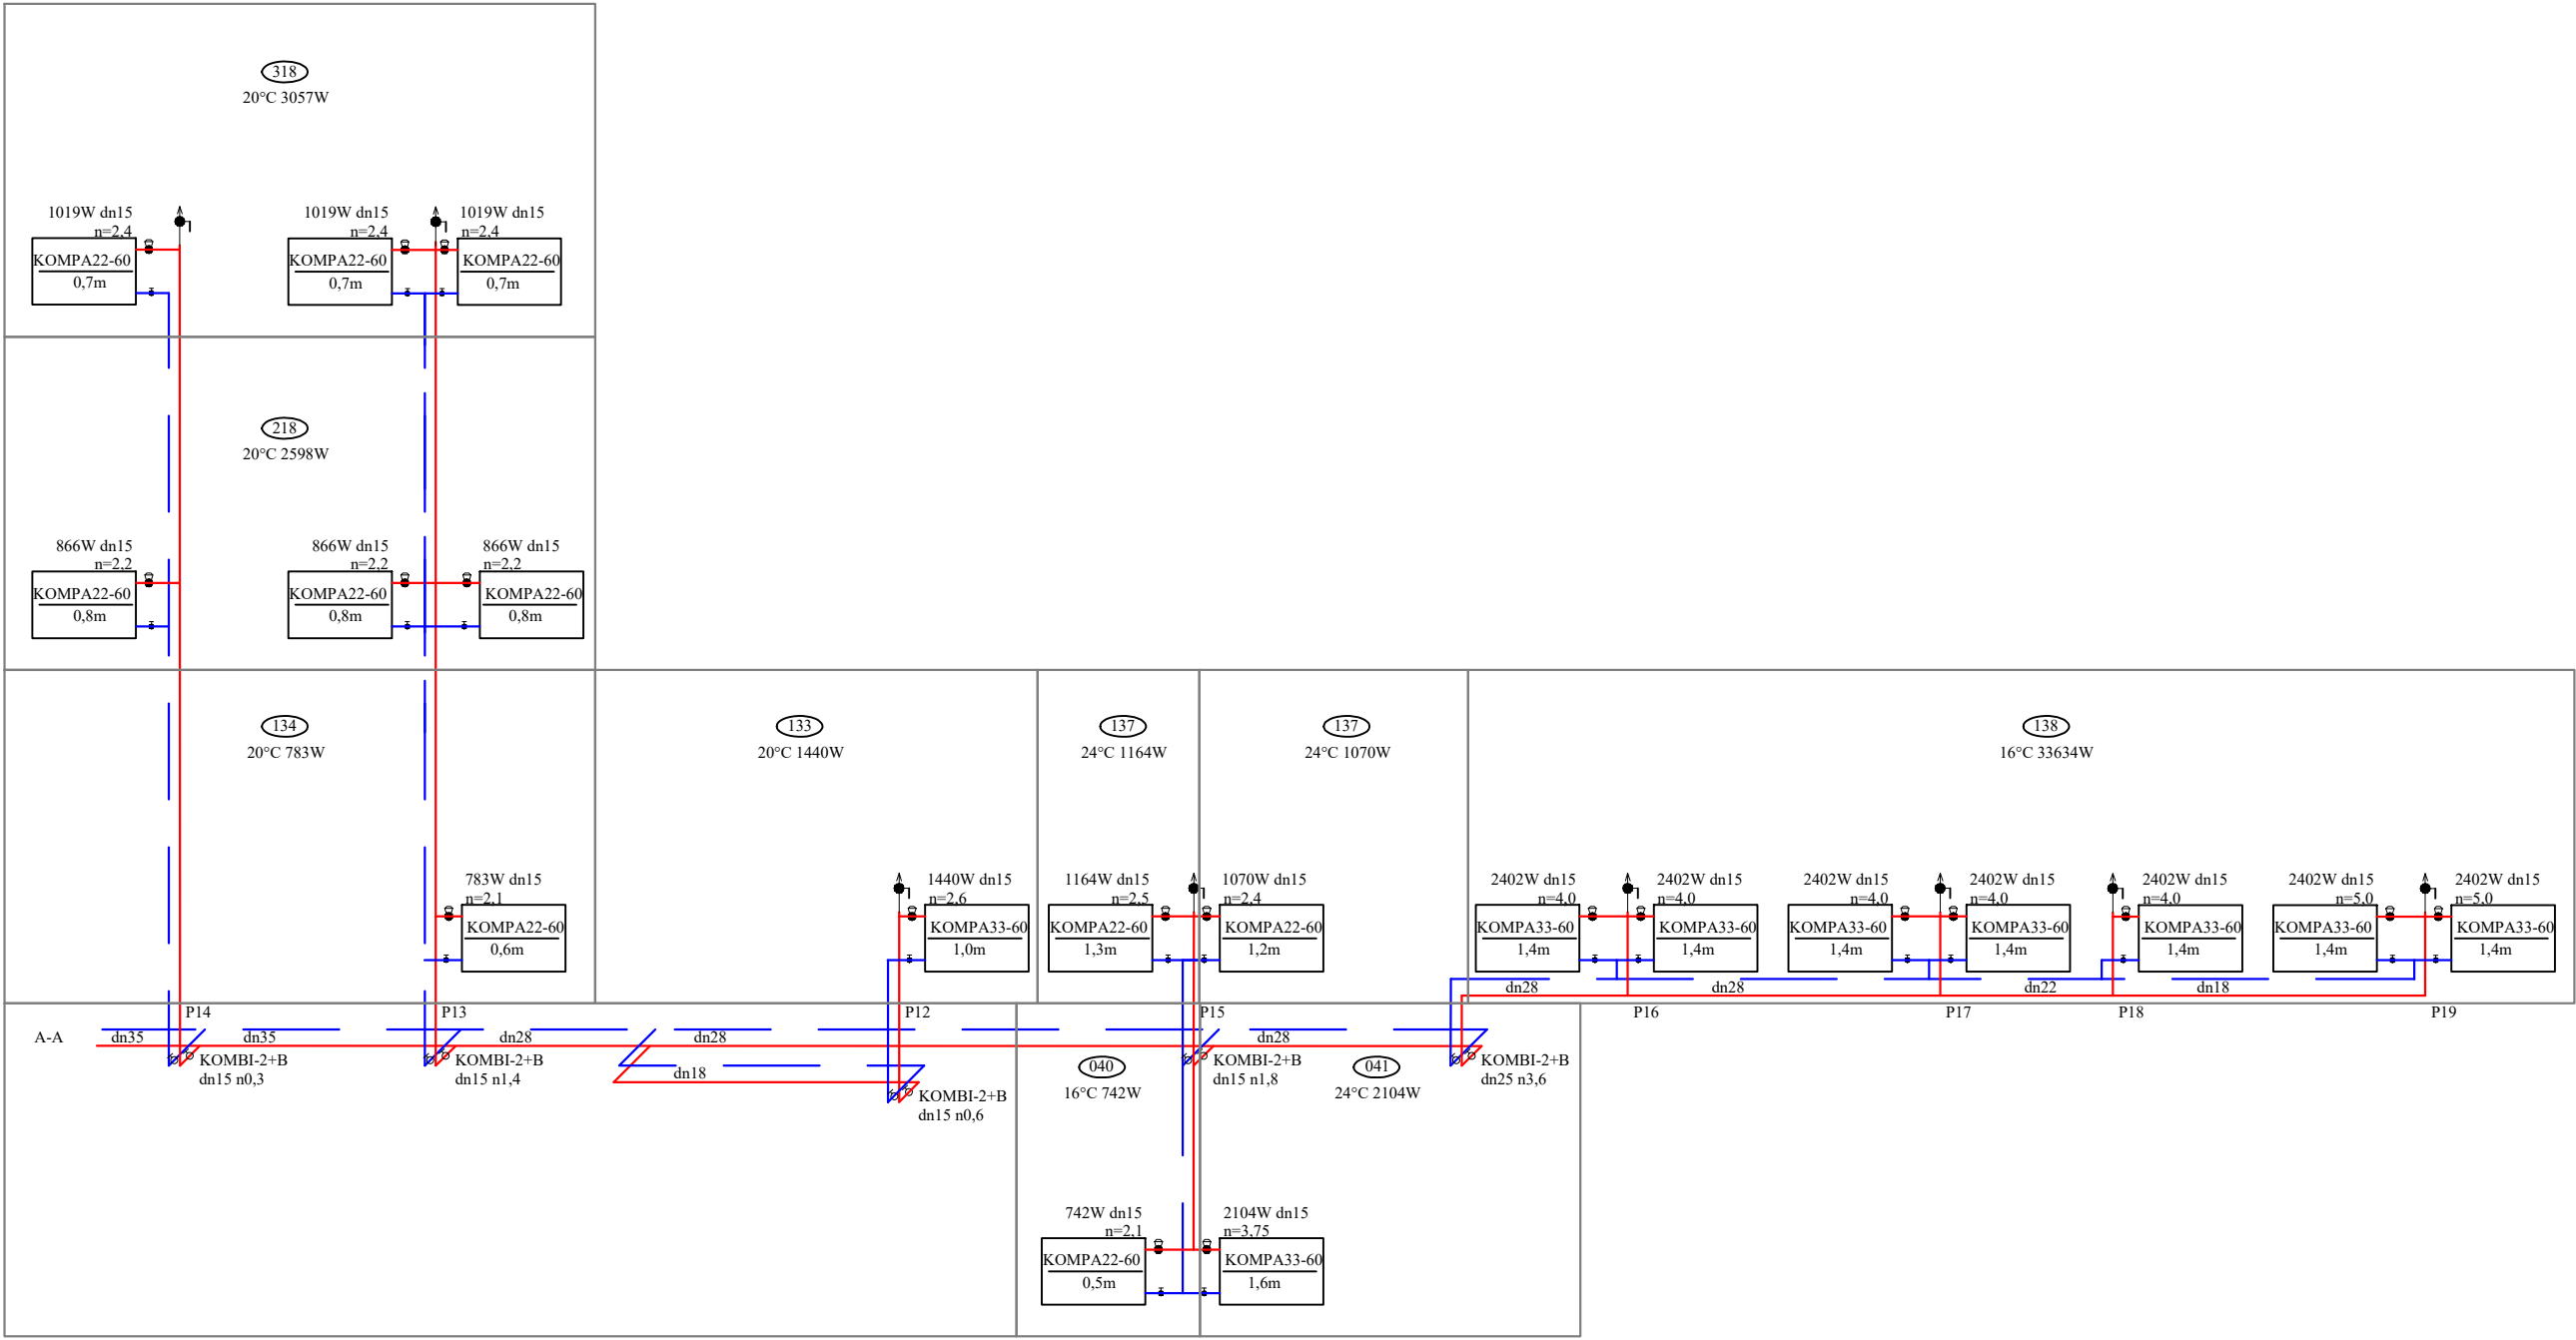 318
20°C 3057W
1019W dn15
n=2,4
KOMPA22-60
0,7m
1019W dn15
n=2,4
KOMPA22-60
0,7m
1019W dn15
n=2,4
KOMPA22-60
0,7m
218
20°C 2598W
866W dn15
n=2,2
KOMPA22-60
0,8m
866W dn15
n=2,2
KOMPA22-60
0,8m
866W dn15
n=2,2
KOMPA22-60
0,8m
134
20°C 783W
783W dn15
n=2,1
KOMPA22-60
0,6m
133
20°C 1440W
1440W dn15
n=2,6
KOMPA33-60
1,0m
137
24°C 1164W
1164W dn15
n=2,5
KOMPA22-60
1,3m
137
24°C 1070W
1070W dn15
n=2,4
KOMPA22-60
1,2m
138
16°C 33634W
2402W dn15
n=4,0
KOMPA33-60
1,4m
2402W dn15
n=4,0
KOMPA33-60
1,4m
2402W dn15
n=4,0
KOMPA33-60
1,4m
2402W dn15
n=4,0
KOMPA33-60
1,4m
2402W dn15
n=4,0
KOMPA33-60
1,4m
2402W dn15
n=5,0
KOMPA33-60
1,4m
2402W dn15
n=5,0
KOMPA33-60
1,4m
dn28
dn28
dn22
dn18
P14
P13
P12
P15
P16
P17
P18
P19
A-A
dn35
dn35
dn28
dn28
dn28
KOMBI-2+B
dn15 n0,3
KOMBI-2+B
dn15 n1,4
dn18
KOMBI-2+B
dn15 n0,6
040
16°C 742W
KOMBI-2+B
dn15 n1,8
041
24°C 2104W
KOMBI-2+B
dn25 n3,6
742W dn15
n=2,1
KOMPA22-60
0,5m
2104W dn15
n=3,75
KOMPA33-60
1,6m